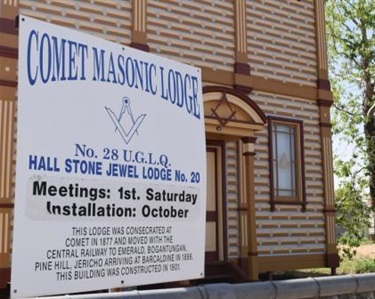 COMET MASONIC LODGE
No. 28 U.G.L.Q.
HALL STONE JEWEL LODGE No. 20
Meetings: 1st. Saturday
Installation: October
THIS LODGE WAS CONSECRATED AT
COMET IN 1877 AND MOVED WITH THE
CENTRAL RAILWAY TO EMERALD, BOGANTUNGAN,
PINE HILL, JERICHO ARRIVING AT BARCALDINE IN 1886.
THIS BUILDING WAS CONSTRUCTED IN 1901.